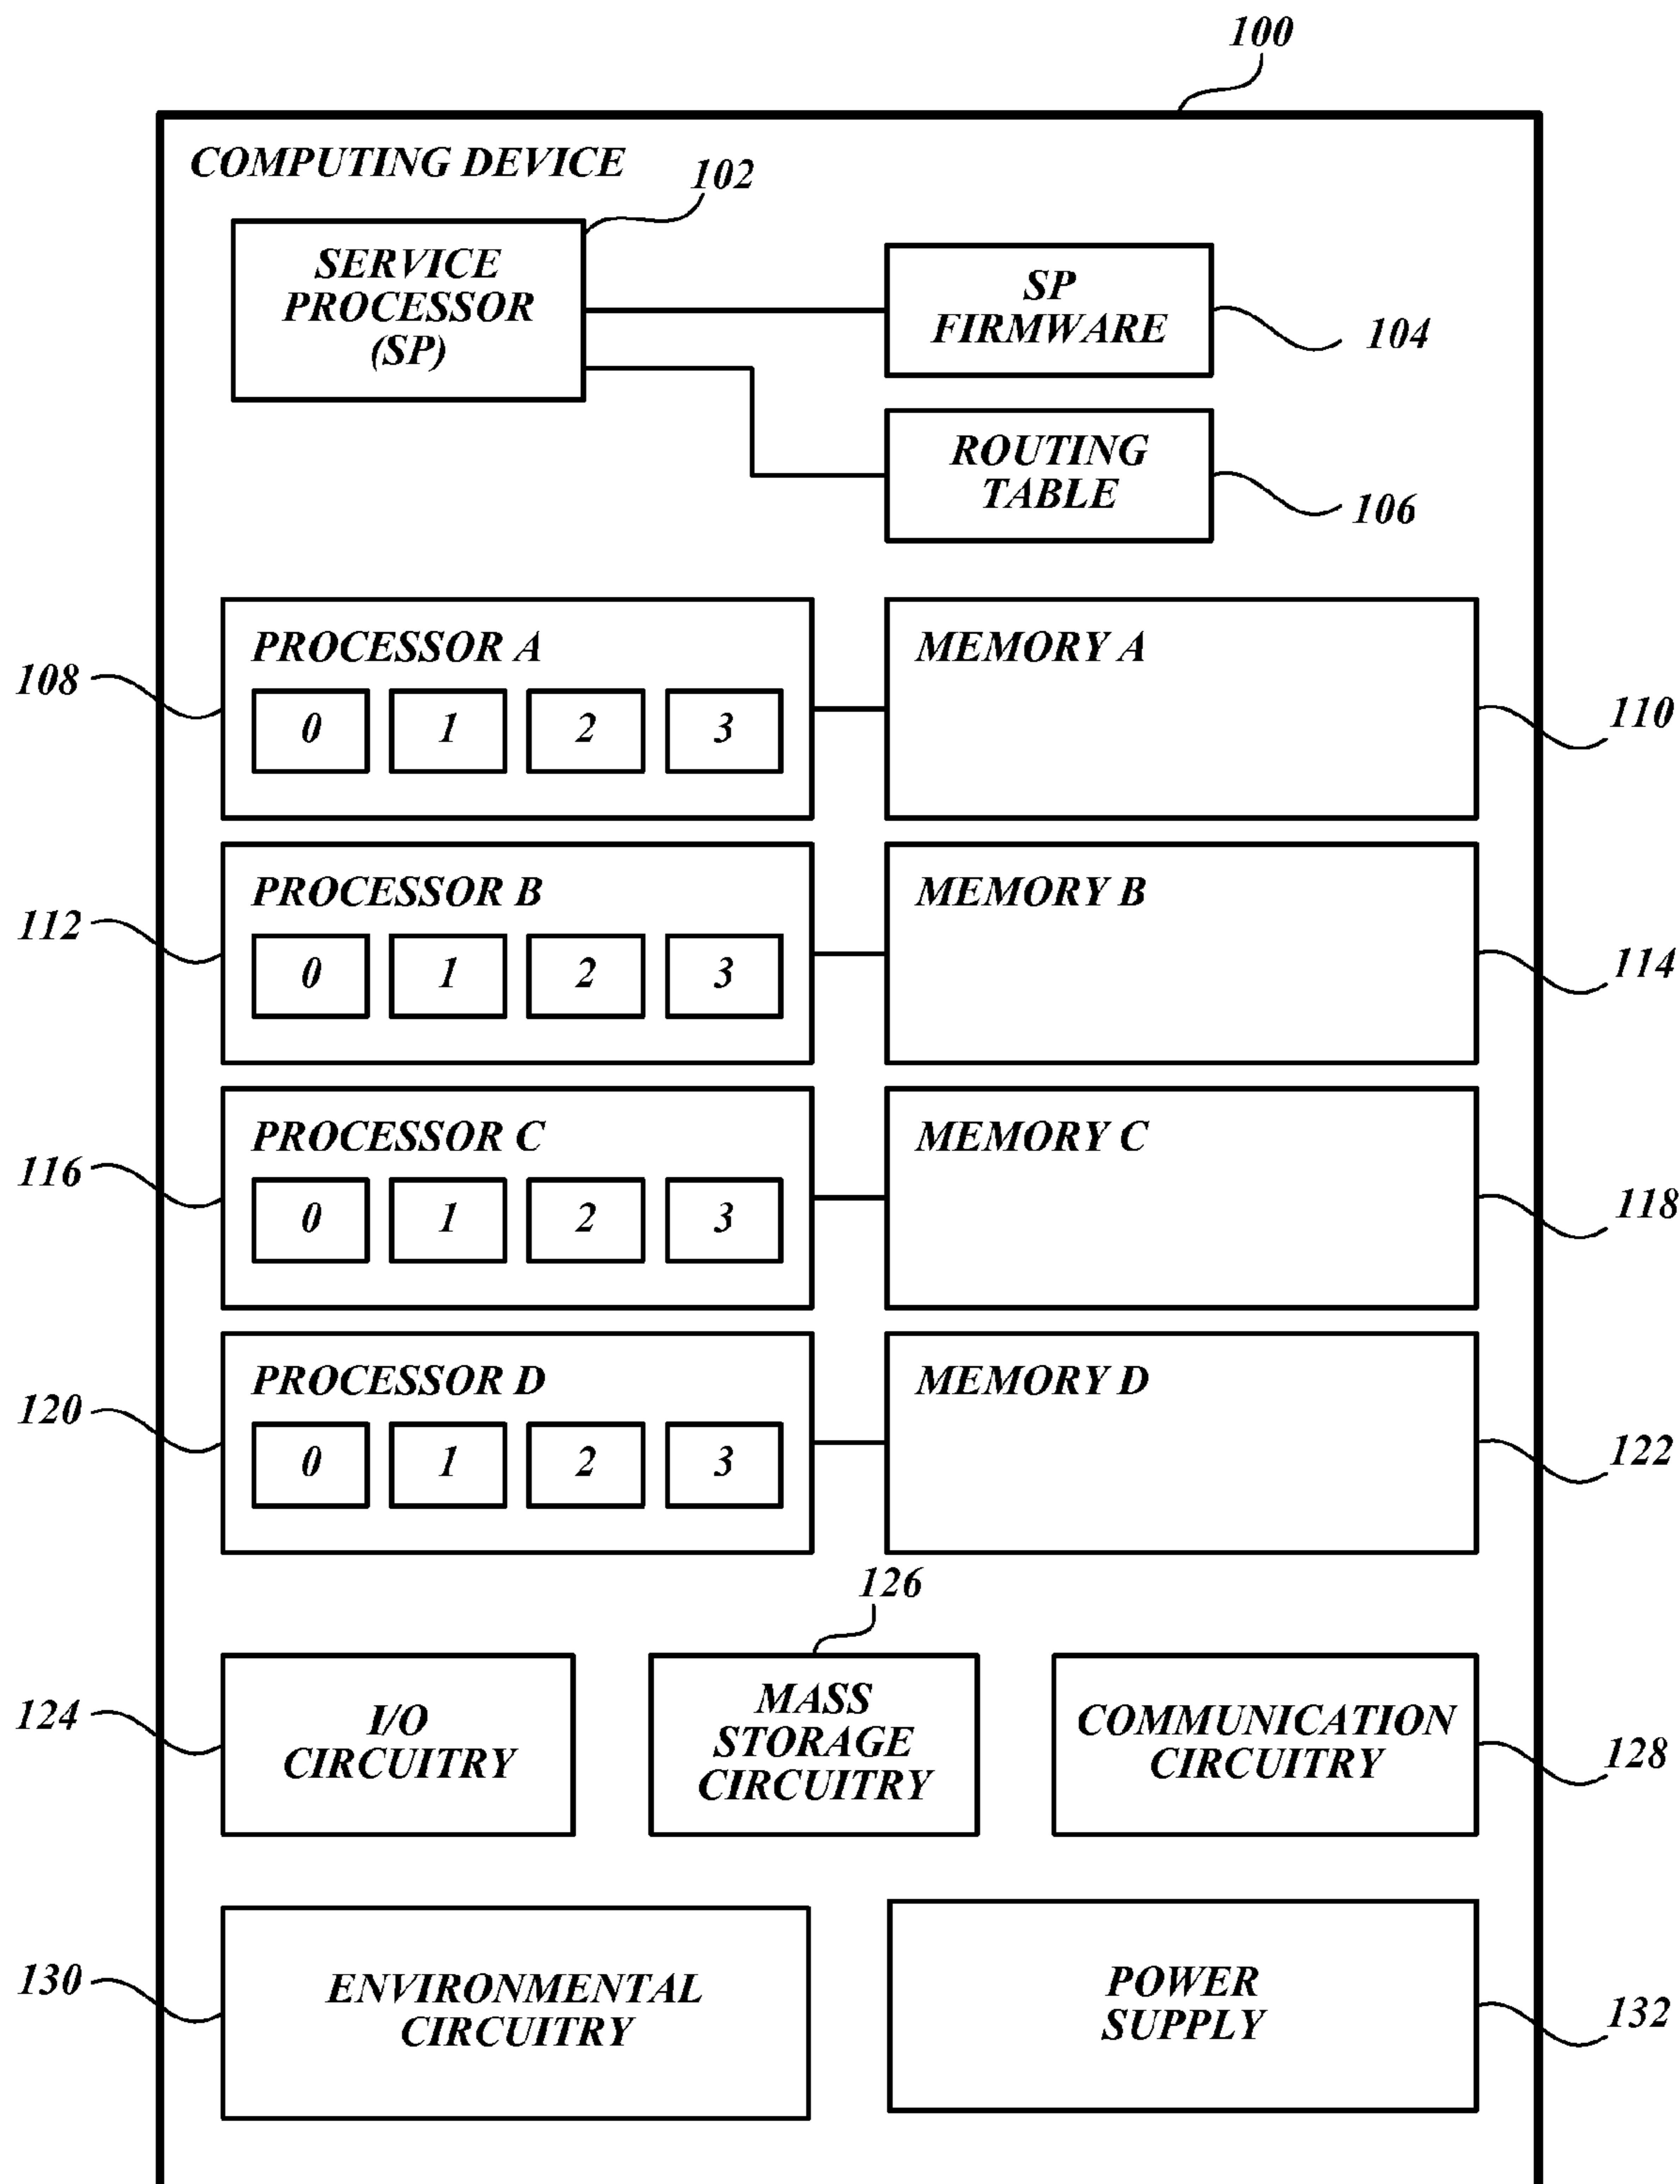 100
COMPUTING DEVICE
102
SERVICE
PROCESSOR
(SP)
SP
FIRMWARE
104
ROUTING
TABLE
106
PROCESSOR A
0 1 2 3
108
MEMORY A
110
PROCESSOR B
0 1 2 3
112
MEMORY B
114
PROCESSOR C
0 1 2 3
116
MEMORY C
118
PROCESSOR D
0 1 2 3
120
MEMORY D
122
126
124
I/O
CIRCUITRY
MASS
STORAGE
CIRCUITRY
COMMUNICATION
CIRCUITRY
128
130
ENVIRONMENTAL
CIRCUITRY
POWER
SUPPLY
132